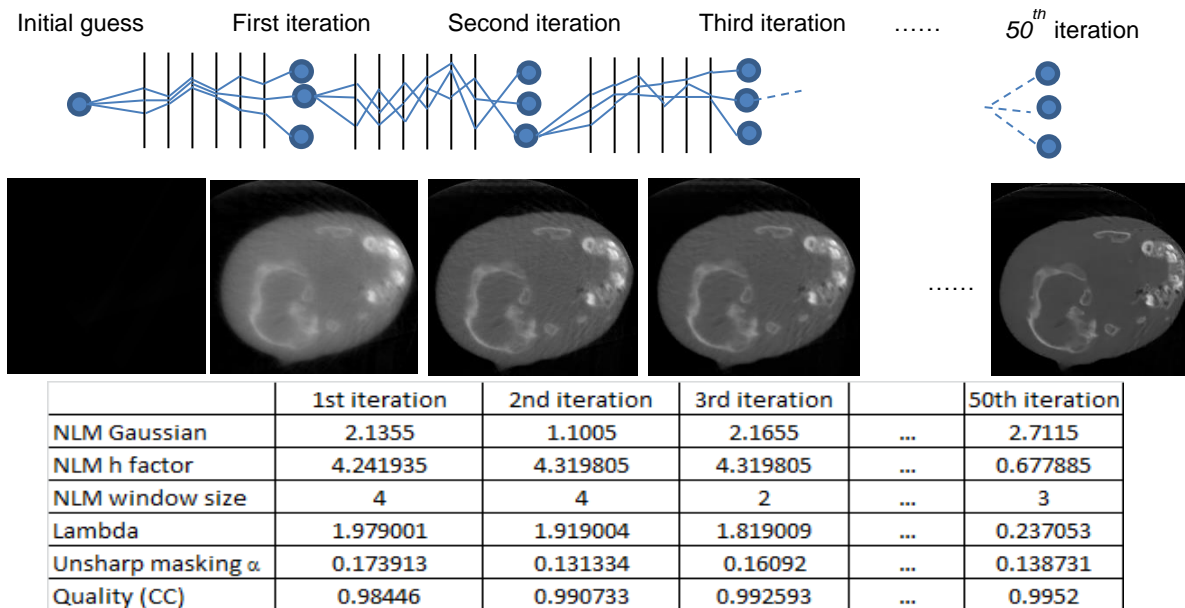 Initial guess First iteration Second iteration Third iteration ...... 50th iteration
......
1st iteration 2nd iteration 3rd iteration 50th iteration
NLM Gaussian 2.1355 1.1005 2.1655 ... 2.7115
NLM h factor 4.241935 4.319805 4.319805 ... 0.677885
NLM window size 4 4 2 ... 3
Lambda 1.979001 1.919004 1.819009 ... 0.237053
Unsharp masking α 0.173913 0.131334 0.16092 ... 0.138731
Quality (CC) 0.98446 0.990733 0.992593 ... 0.9952